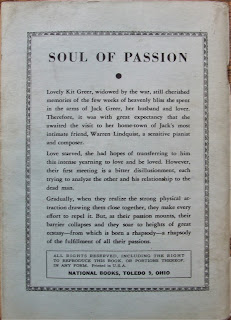 SOUL OF PASSION
Lovely Kit Greer, widowed by the war, still cherished
memories of the few weeks of heavenly bliss she spent
in the arms of Jack Greer, her husband and lover.
Therefore, it was with great expectancy that she
awaited the visit to her home-town of Jack's most
intimate friend, Warren Lindquist, a sensitive pianist
and composer.
Love starved, she had hopes of transferring to him
this intense yearning to love and be loved. However,
their first meeting is a bitter disillusionment, each
trying to analyze the other and his relationship to the
dead man.
Gradually, when they realize the strong physical at-
traction drawing them close together, they make every
effort to repel it. But, as their passion mounts, their
barrier collapses and they soar to heights of great
ecstasy—from which is born a rhapsody—a rhapsody
of the fulfillment of all their passions.
ALL RIGHTS RESERVED, INCLUDING THE RIGHT
TO REPRODUCE THIS BOOK, OR PORTIONS THEREOF,
IN ANY FORM. Printed in U.S.A.
NATIONAL BOOKS, TOLEDO 1, OHIO